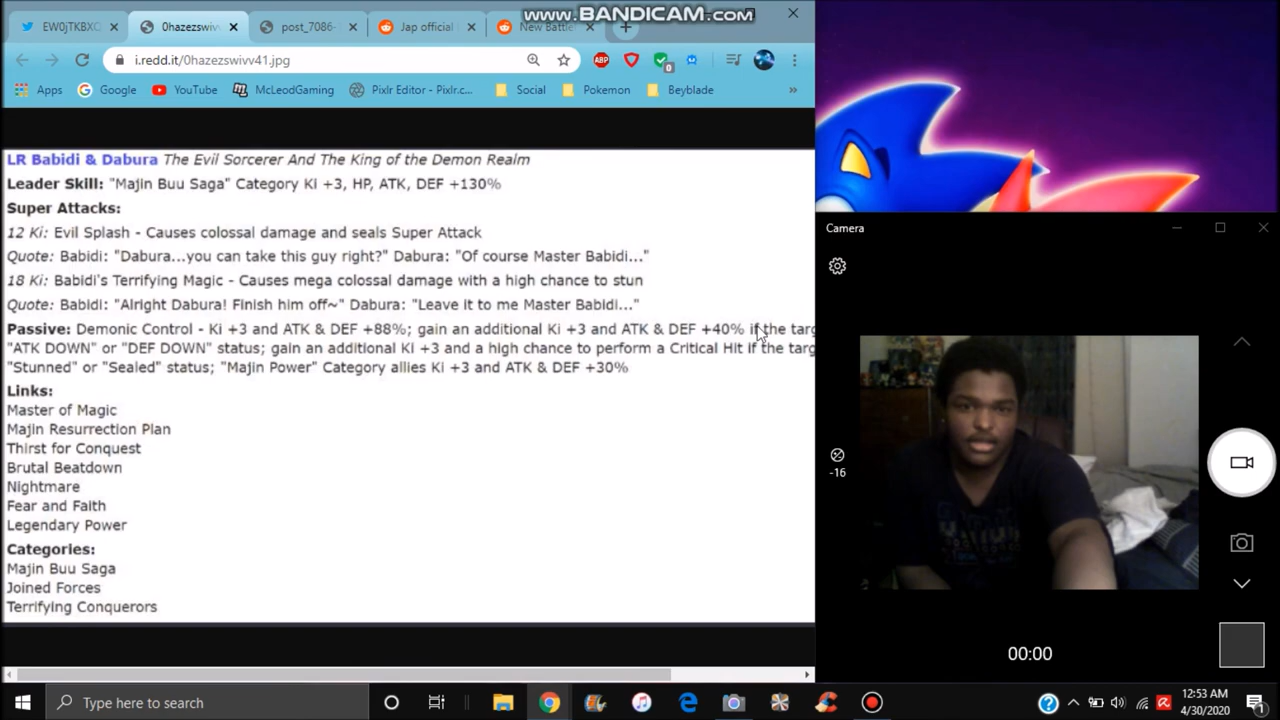 www.BANDICAM.com
EW0jTKBXQ
0hazezswiv
post_7086-
Jap official
New Battle
i.redd.it/0hazezswivv41.jpg
Apps Google YouTube McLeodGaming Pixlr Editor - Pixlr.c... Social Pokemon Beyblade »
LR Babidi & Dabura The Evil Sorcerer And The King of the Demon Realm
Leader Skill: "Majin Buu Saga" Category Ki +3, HP, ATK, DEF +130%
Super Attacks:
12 Ki: Evil Splash - Causes colossal damage and seals Super Attack
Quote: Babidi: "Dabura...you can take this guy right?" Dabura: "Of course Master Babidi..."
18 Ki: Babidi's Terrifying Magic - Causes mega colossal damage with a high chance to stun
Quote: Babidi: "Alright Dabura! Finish him off~" Dabura: "Leave it to me Master Babidi..."
Passive: Demonic Control - Ki +3 and ATK & DEF +88%; gain an additional Ki +3 and ATK & DEF +40% if the targ
"ATK DOWN" or "DEF DOWN" status; gain an additional Ki +3 and a high chance to perform a Critical Hit if the targ
"Stunned" or "Sealed" status; "Majin Power" Category allies Ki +3 and ATK & DEF +30%
Links:
Master of Magic
Majin Resurrection Plan
Thirst for Conquest
Brutal Beatdown
Nightmare
Fear and Faith
Legendary Power
Categories:
Majin Buu Saga
Joined Forces
Terrifying Conquerors
Camera
-16
00:00
Type here to search
12:53 AM
4/30/2020